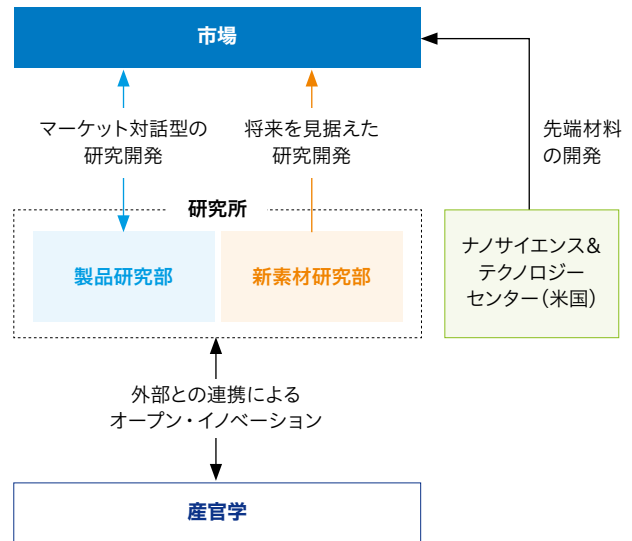 市場
マーケット対話型の
研究開発
将来を見据えた
研究開発
先端材料
の開発
研究所
製品研究部
新素材研究部
ナノサイエンス&
テクノロジー
センター(米国)
外部との連携による
オープン・イノベーション
産官学